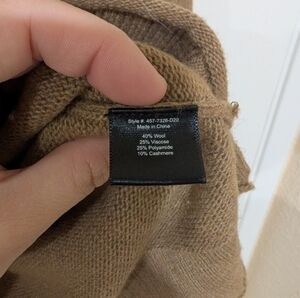 Style #: 457-7326-D20
Made in China
40% Wool
25% Viscose
25% Polyamide
10% Cashmere